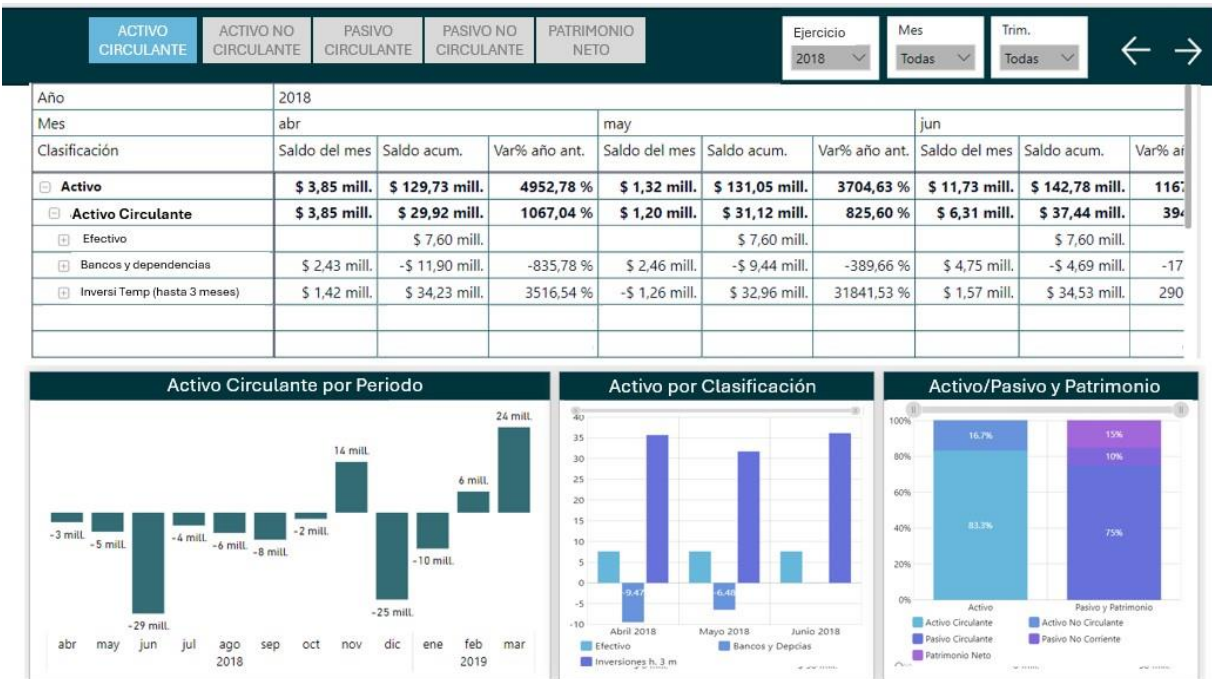 ACTIVO CIRCULANTE
ACTIVO NO CIRCULANTE
PASIVO CIRCULANTE
PASIVO NO CIRCULANTE
PATRIMONIO NETO
Ejercicio
2018
Mes
Todas
Trim.
Todas
Año 2018
Mes abr may jun
Clasificación Saldo del mes Saldo acum. Var% año ant. Saldo del mes Saldo acum. Var% año ant. Saldo del mes Saldo acum. Var% añ
Activo $ 3,85 mill. $ 129,73 mill. 4952,78 % $ 1,32 mill. $ 131,05 mill. 3704,63 % $ 11,73 mill. $ 142,78 mill. 1167
Activo Circulante $ 3,85 mill. $ 29,92 mill. 1067,04 % $ 1,20 mill. $ 31,12 mill. 825,60 % $ 6,31 mill. $ 37,44 mill. 394
Efectivo $ 7,60 mill. $ 7,60 mill. $ 7,60 mill.
Bancos y dependencias $ 2,43 mill. -$ 11,90 mill. -835,78 % $ 2,46 mill. -$ 9,44 mill. -389,66 % $ 4,75 mill. -$ 4,69 mill. -17
Inversi Temp (hasta 3 meses) $ 1,42 mill. $ 34,23 mill. 3516,54 % -$ 1,26 mill. $ 32,96 mill. 31841,53 % $ 1,57 mill. $ 34,53 mill. 290
Activo Circulante por Periodo
-3 mill.
-5 mill.
-29 mill.
-4 mill.
-6 mill.
-8 mill.
-2 mill.
14 mill.
-25 mill.
-10 mill.
6 mill.
24 mill.
abr may jun jul ago sep oct nov dic ene feb mar
2018 2019
Activo por Clasificación
40
35
30
25
20
15
10
5
0
-5
-10
-9.47
-6.48
Abril 2018 Mayo 2018 Junio 2018
Efectivo Bancos y Depcias
Inversiones h. 3 m
Activo/Pasivo y Patrimonio
100%
80%
60%
40%
20%
0%
16.7%
83.3%
15%
10%
75%
Activo Pasivo y Patrimonio
Activo Circulante Activo No Circulante
Pasivo Circulante Pasivo No Corriente
Patrimonio Neto